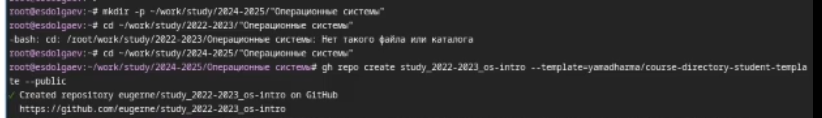 root@esdolgaev:~# mkdir -p ~/work/study/2024-2025/"Операционные системы"
root@esdolgaev:~# cd ~/work/study/2022-2023/"Операционные системы"
-bash: cd: /root/work/study/2022-2023/Операционные системы: Нет такого файла или каталога
root@esdolgaev:~# cd ~/work/study/2024-2025/"Операционные системы"
root@esdolgaev:~/work/study/2024-2025/Операционные системы# gh repo create study_2022-2023_os-intro --template=yamadharma/course-directory-student-templa
te --public
✓ Created repository eugerne/study_2022-2023_os-intro on GitHub
https://github.com/eugerne/study_2022-2023_os-intro